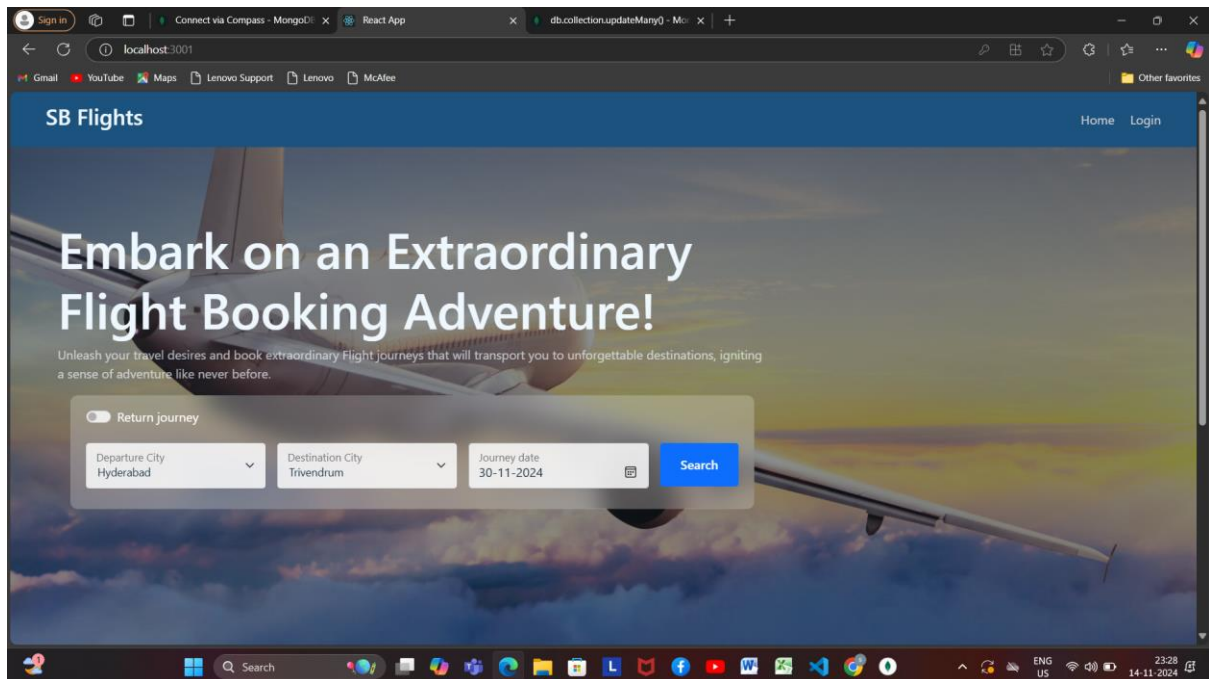 Sign in
Connect via Compass - MongoDB
React App
db.collection.updateMany() - Mon
localhost:3001
Gmail
YouTube
Maps
Lenovo Support
Lenovo
McAfee
Other favorites
SB Flights
Home
Login
Embark on an Extraordinary
Flight Booking Adventure!
Unleash your travel desires and book extraordinary Flight journeys that will transport you to unforgettable destinations, igniting
a sense of adventure like never before.
Return journey
Departure City
Hyderabad
Destination City
Trivendrum
Journey date
30-11-2024
Search
Search
ENG
US
23:28
14-11-2024